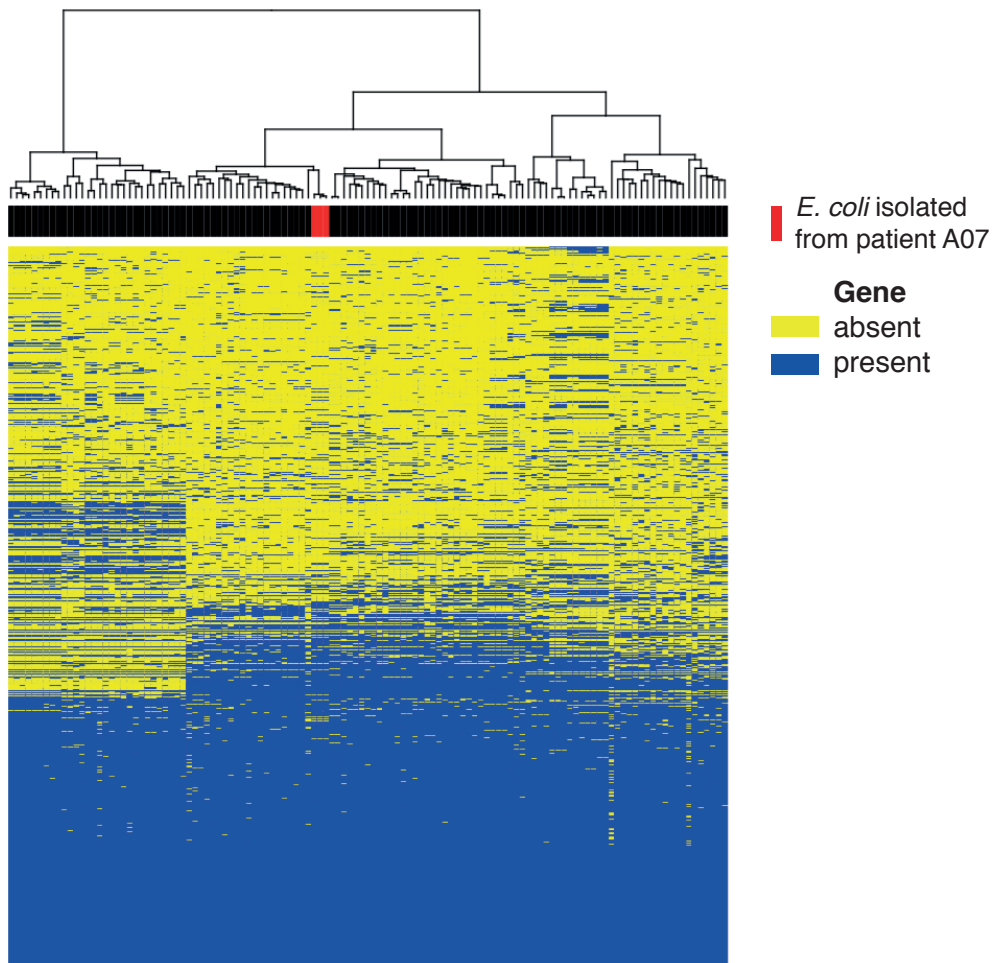 E. coli isolated
from patient A07
Gene
absent
present